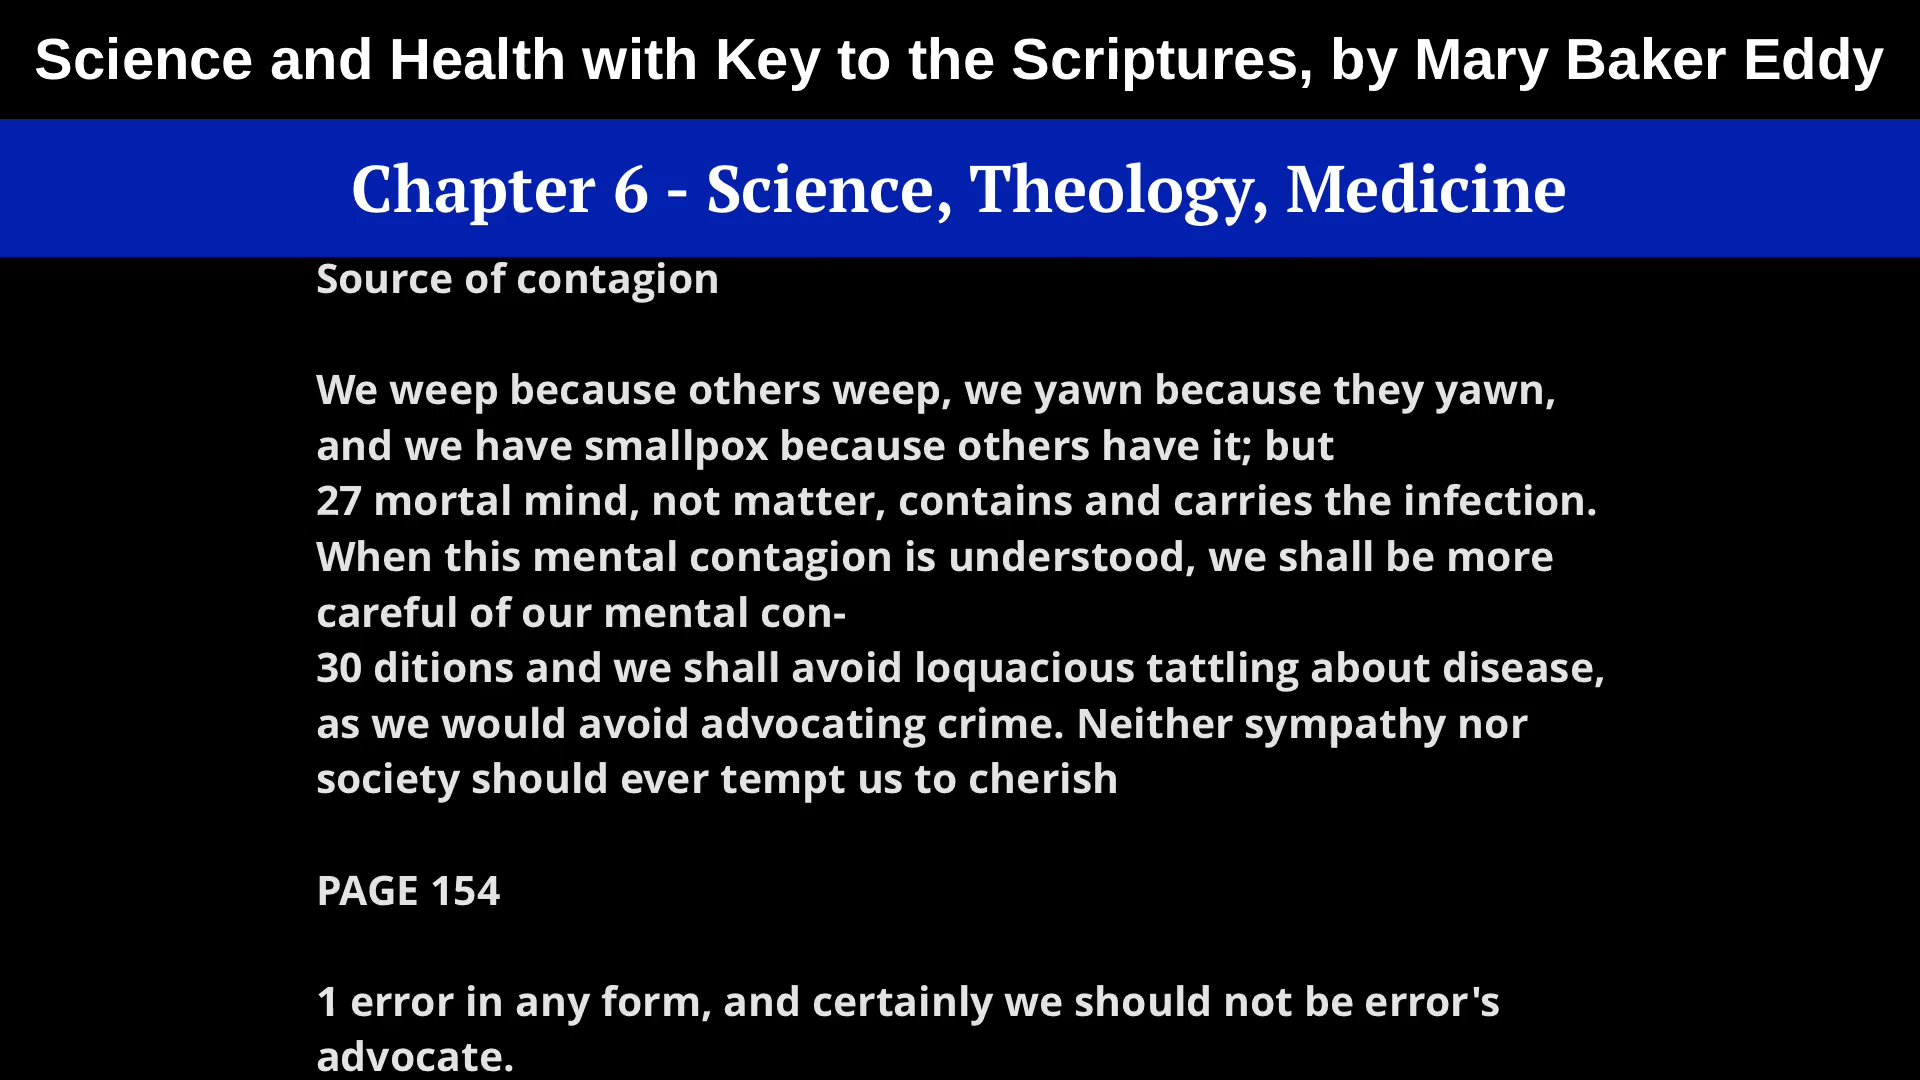 Science and Health with Key to the Scriptures, by Mary Baker Eddy
Chapter 6 - Science, Theology, Medicine
Source of contagion
We weep because others weep, we yawn because they yawn,
and we have smallpox because others have it; but
27 mortal mind, not matter, contains and carries the infection.
When this mental contagion is understood, we shall be more
careful of our mental con-
30 ditions and we shall avoid loquacious tattling about disease,
as we would avoid advocating crime. Neither sympathy nor
society should ever tempt us to cherish
PAGE 154
1 error in any form, and certainly we should not be error's
advocate.